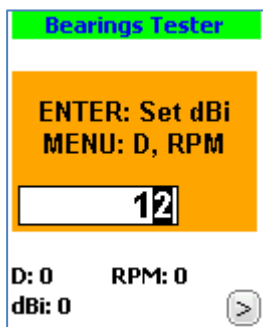 Bearings Tester
ENTER: Set dBi
MENU: D, RPM
12
D: 0 RPM: 0
dBi: 0 >